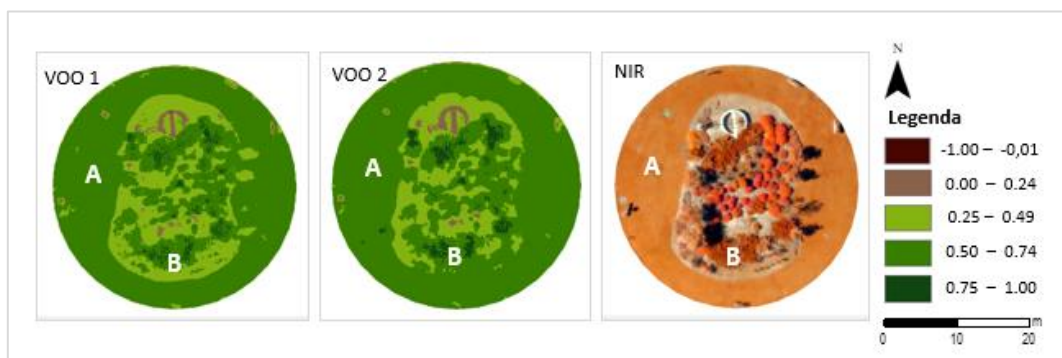 VOO 1
A
B
VOO 2
A
B
NIR
A
B
N
Legenda
-1.00 – -0,01
0.00 – 0.24
0.25 – 0.49
0.50 – 0.74
0.75 – 1.00
m
0 10 20